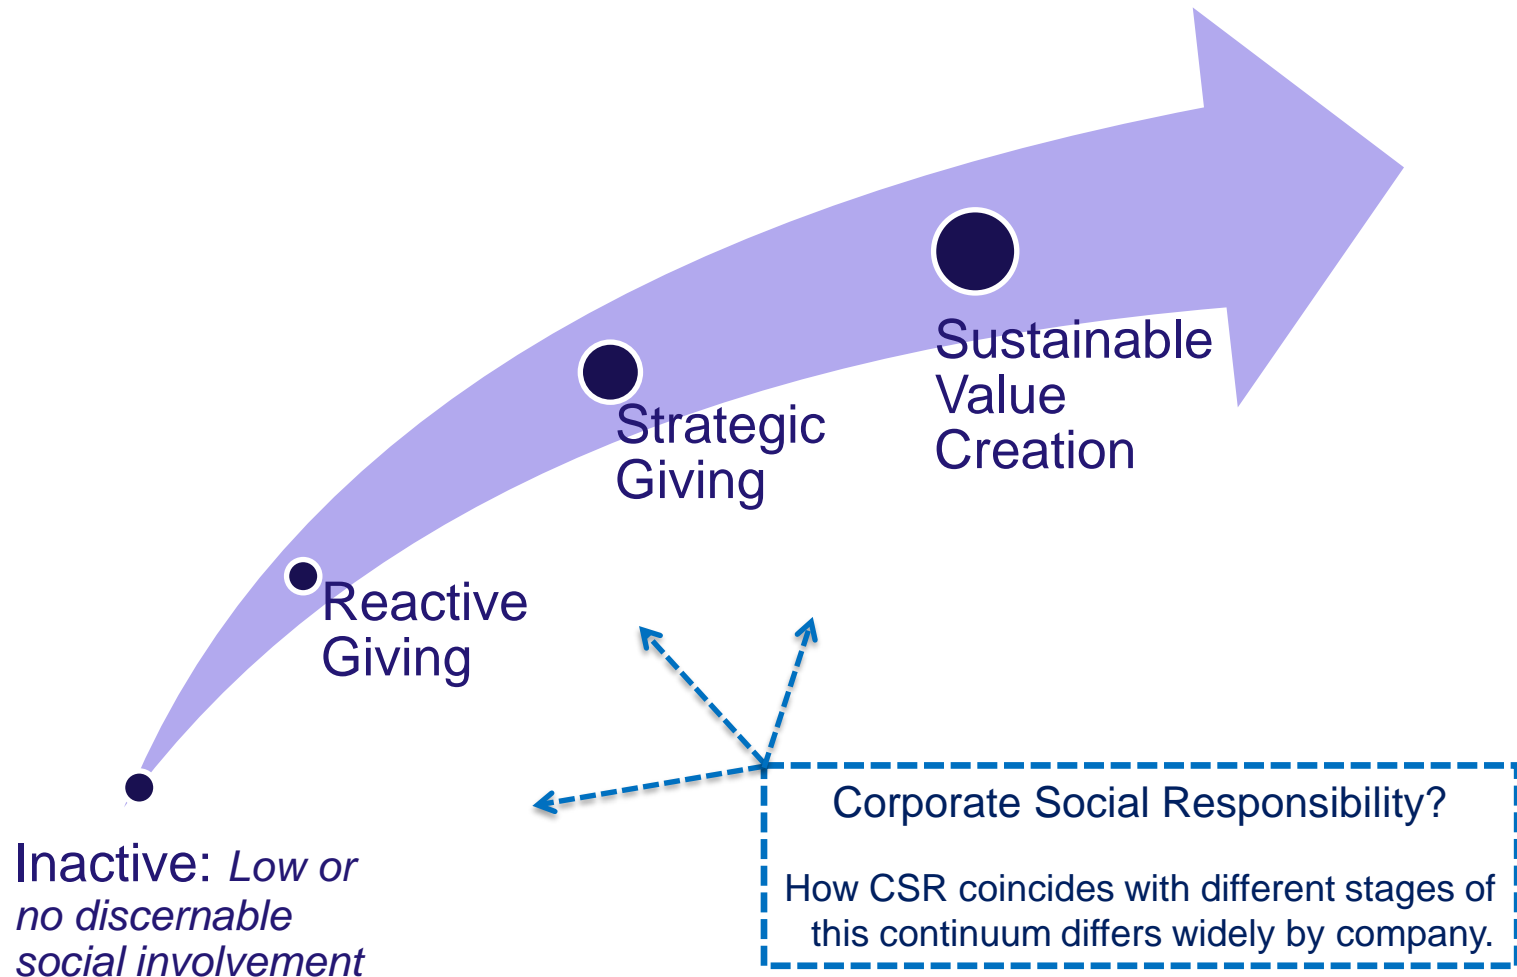 Sustainable
Value
Creation
Strategic
Giving
Reactive
Giving
Inactive: Low or
no discernable
social involvement
Corporate Social Responsibility?
How CSR coincides with different stages of
this continuum differs widely by company.